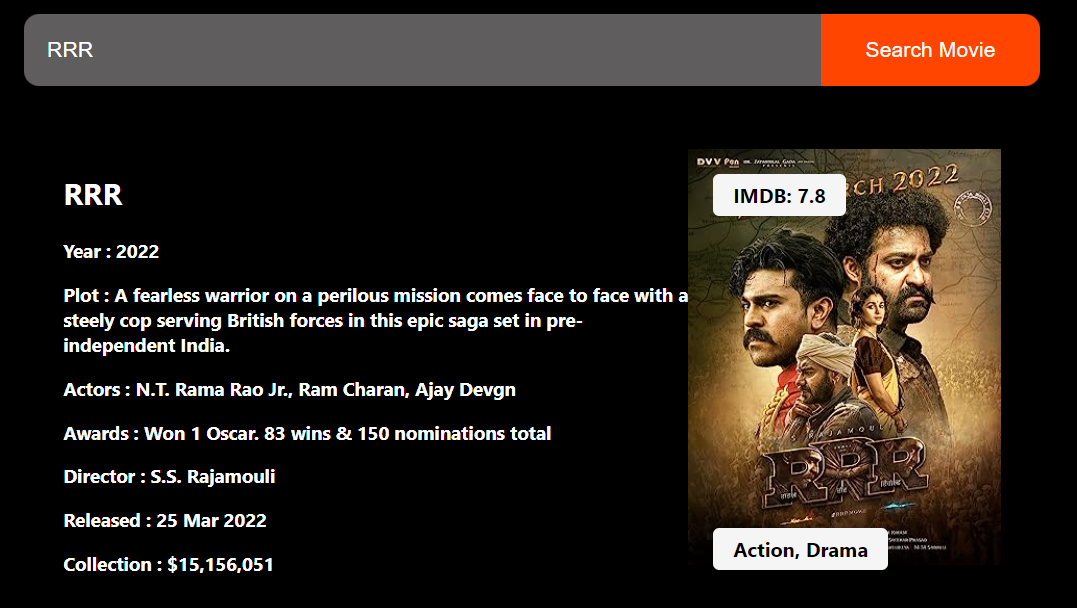 RRR
Search Movie
RRR
Year : 2022
Plot : A fearless warrior on a perilous mission comes face to face with a
steely cop serving British forces in this epic saga set in pre-
independent India.
Actors : N.T. Rama Rao Jr., Ram Charan, Ajay Devgn
Awards : Won 1 Oscar. 83 wins & 150 nominations total
Director : S.S. Rajamouli
Released : 25 Mar 2022
Collection : $15,156,051
DVV
IMDB: 7.8
RCH 2022
RAJAMOULI
RRR
Action, Drama